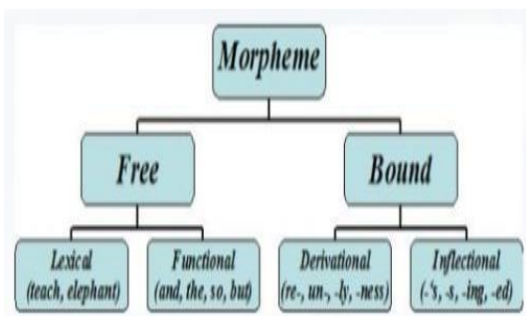 Morpheme
Free
Bound
Lexical
(teach, elephant)
Functional
(and, the, so, but)
Derivational
(re-, un-, -ly, -ness)
Inflectional
(-'s, -s, -ing, -ed)